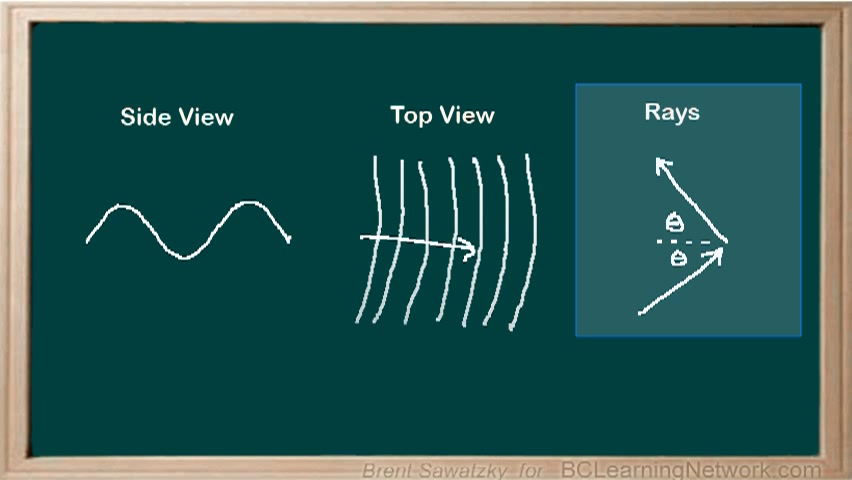 Side View
Top View
Rays
θ
θ
Brent Sawatzky for BCLearningNetwork.com